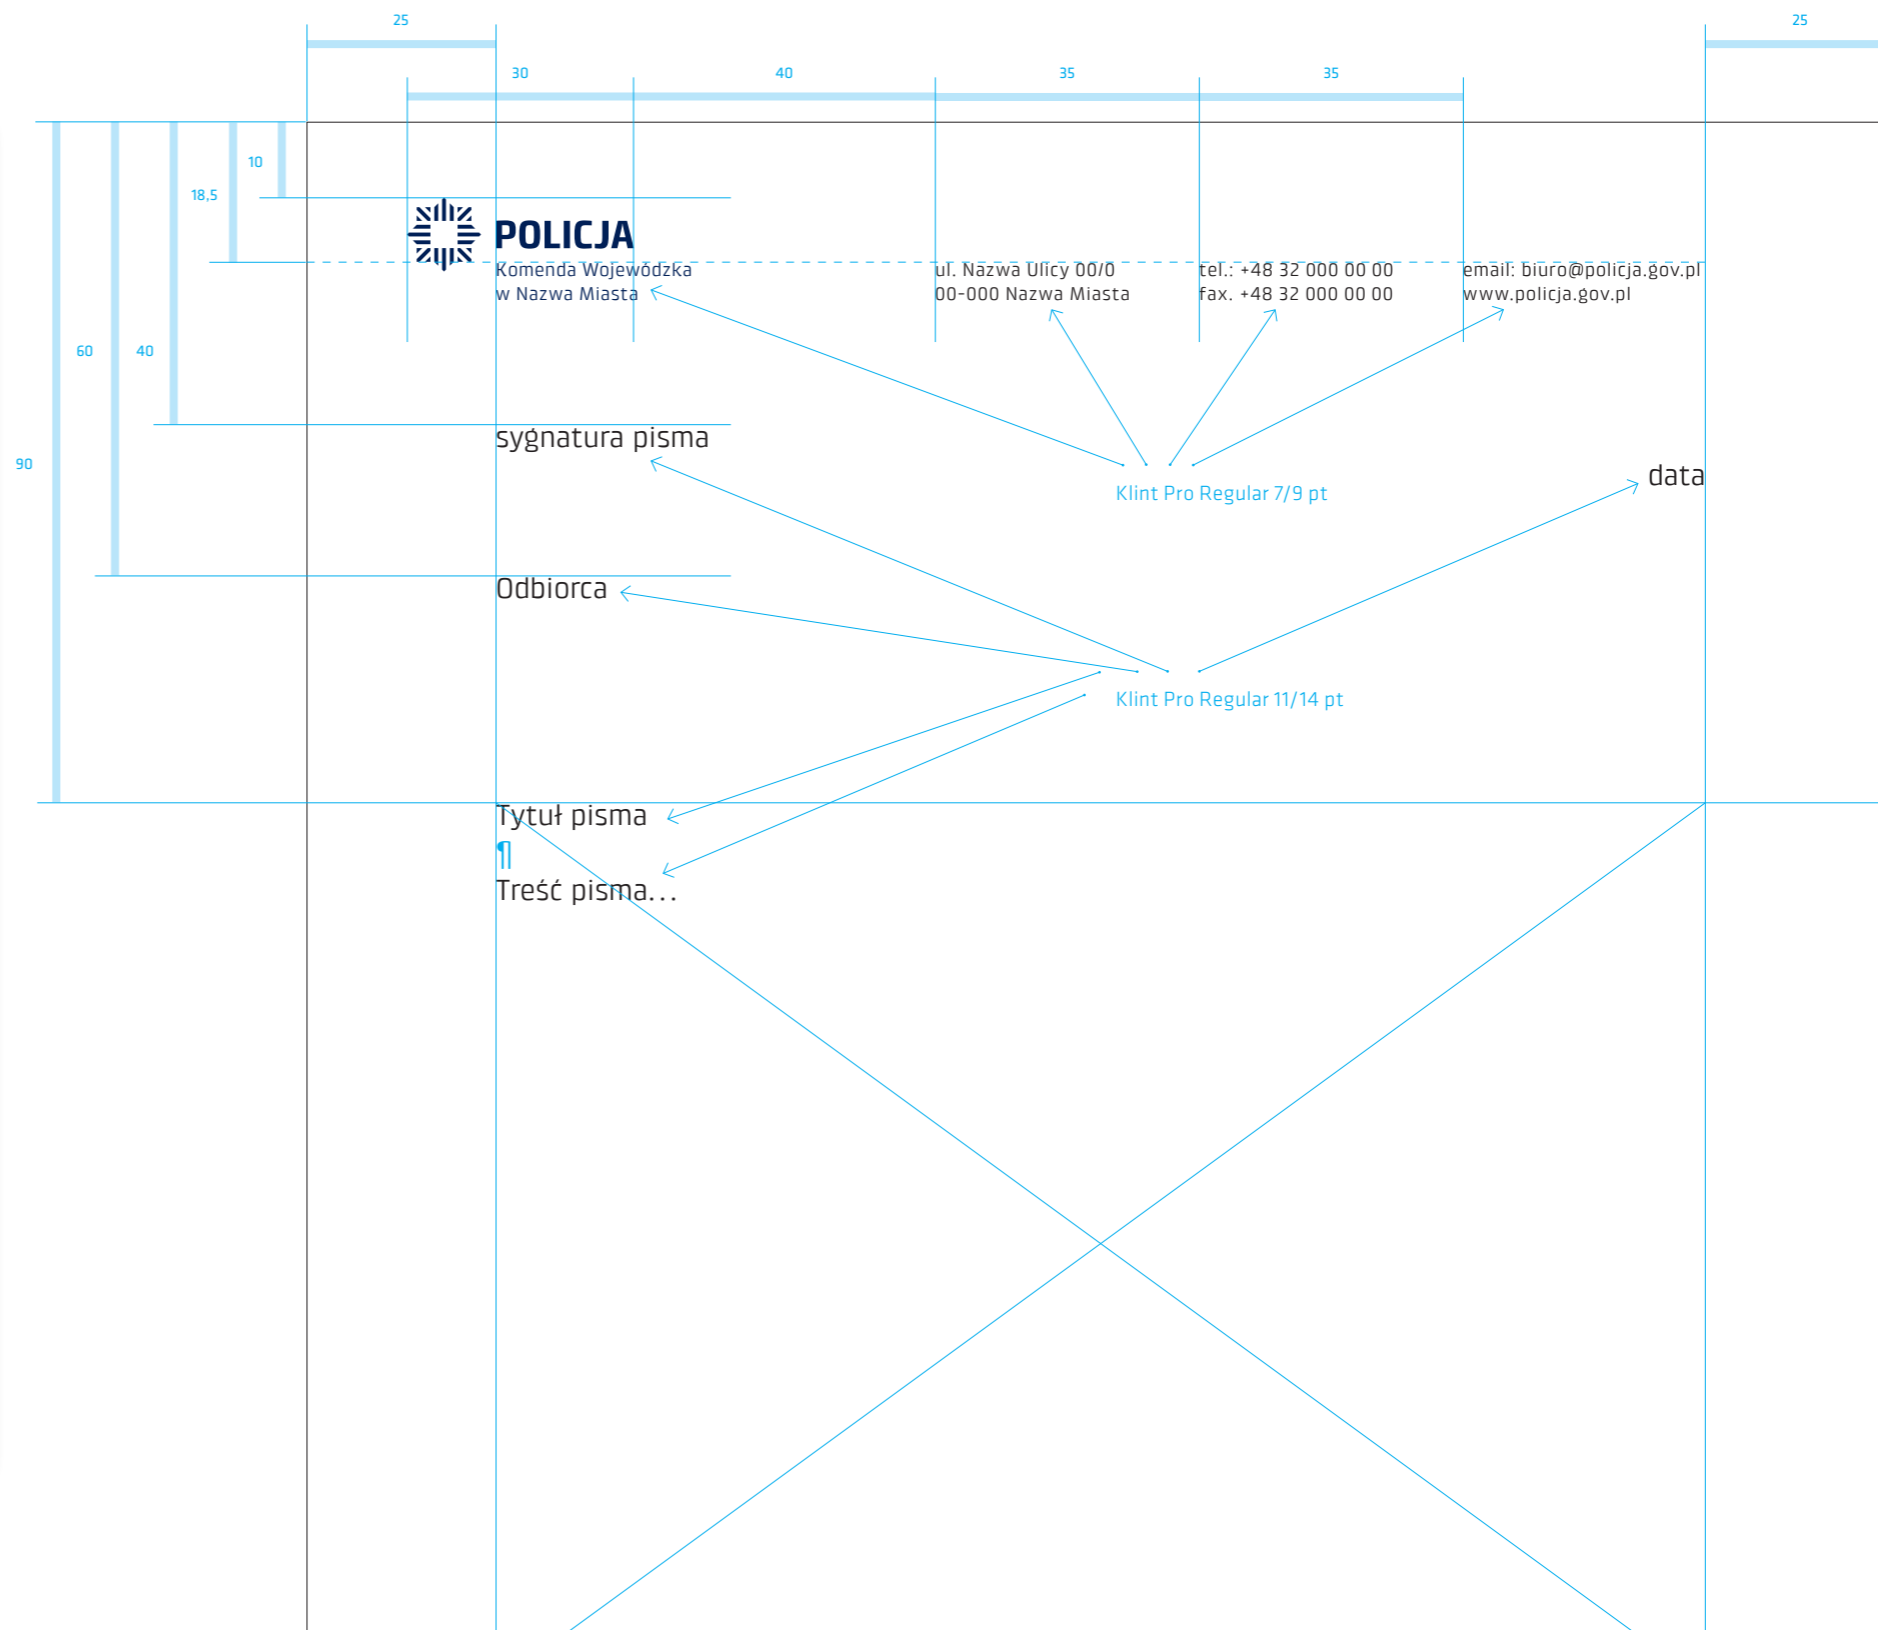 25
25
30
40
35
35
10
18,5
POLICJA
Komenda Wojewódzka
w Nazwa Miasta
ul. Nazwa Ulicy 00/0
00-000 Nazwa Miasta
tel.: +48 32 000 00 00
fax. +48 32 000 00 00
email: biuro@policja.gov.pl
www.policja.gov.pl
60
40
90
sygnatura pisma
data
Klint Pro Regular 7/9 pt
Odbiorca
Klint Pro Regular 11/14 pt
Tytuł pisma
¶
Treść pisma...